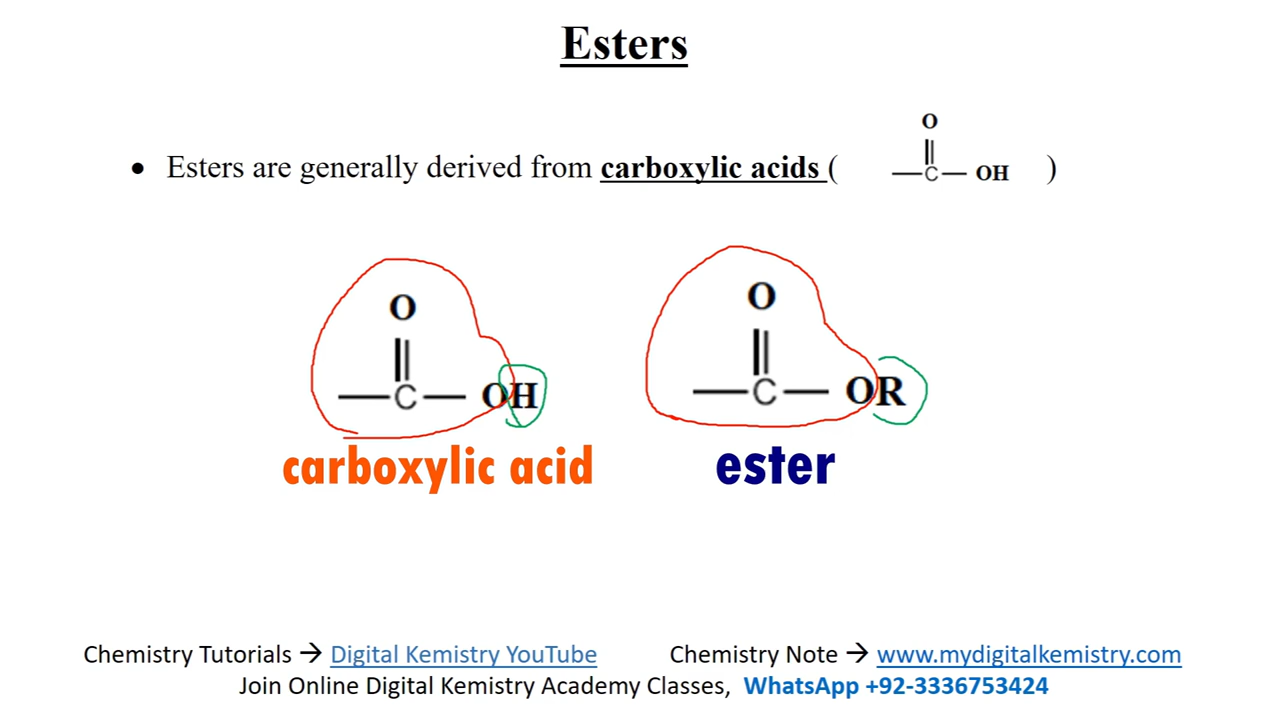 Esters
• Esters are generally derived from carboxylic acids ( O
—C—OH )
O
—C—OH
O
—C—OR
carboxylic acid
ester
Chemistry Tutorials → Digital Kemistry YouTube
Chemistry Note → www.mydigitalkemistry.com
Join Online Digital Kemistry Academy Classes, WhatsApp +92-3336753424